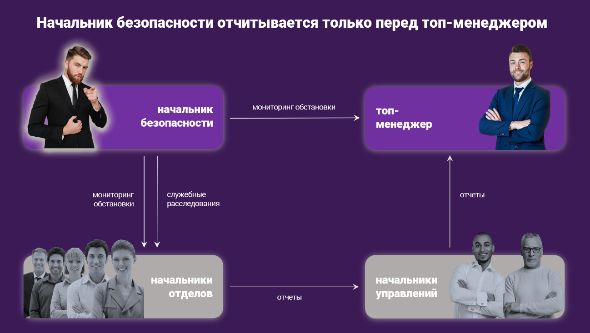 Начальник безопасности отчитывается только перед топ-менеджером
начальник
безопасности
мониторинг обстановки
топ-
менеджер
мониторинг
обстановки
служебные
расследования
отчеты
начальники
отделов
отчеты
начальники
управлений